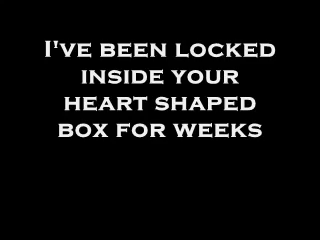 I've been locked
inside your
heart shaped
box for weeks